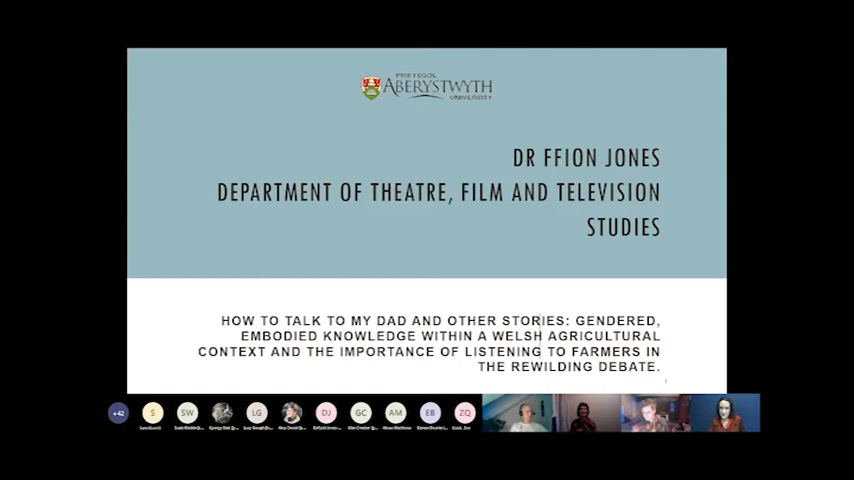 PRIFYSGOL
ABERYSTWYTH
UNIVERSITY
DR FFION JONES
DEPARTMENT OF THEATRE, FILM AND TELEVISION
STUDIES
HOW TO TALK TO MY DAD AND OTHER STORIES: GENDERED,
EMBODIED KNOWLEDGE WITHIN A WELSH AGRICULTURAL
CONTEXT AND THE IMPORTANCE OF LISTENING TO FARMERS IN
THE REWILDING DEBATE.
+42 S SW LG DJ GC AM EB ZQ